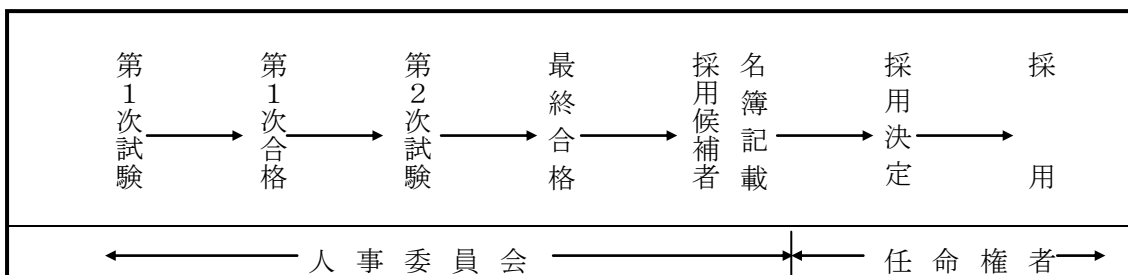 第1次試験
第1次合格
第2次試験
最終合格
採用候補者
名簿記載
採用決定
採用
人事委員会
任命権者